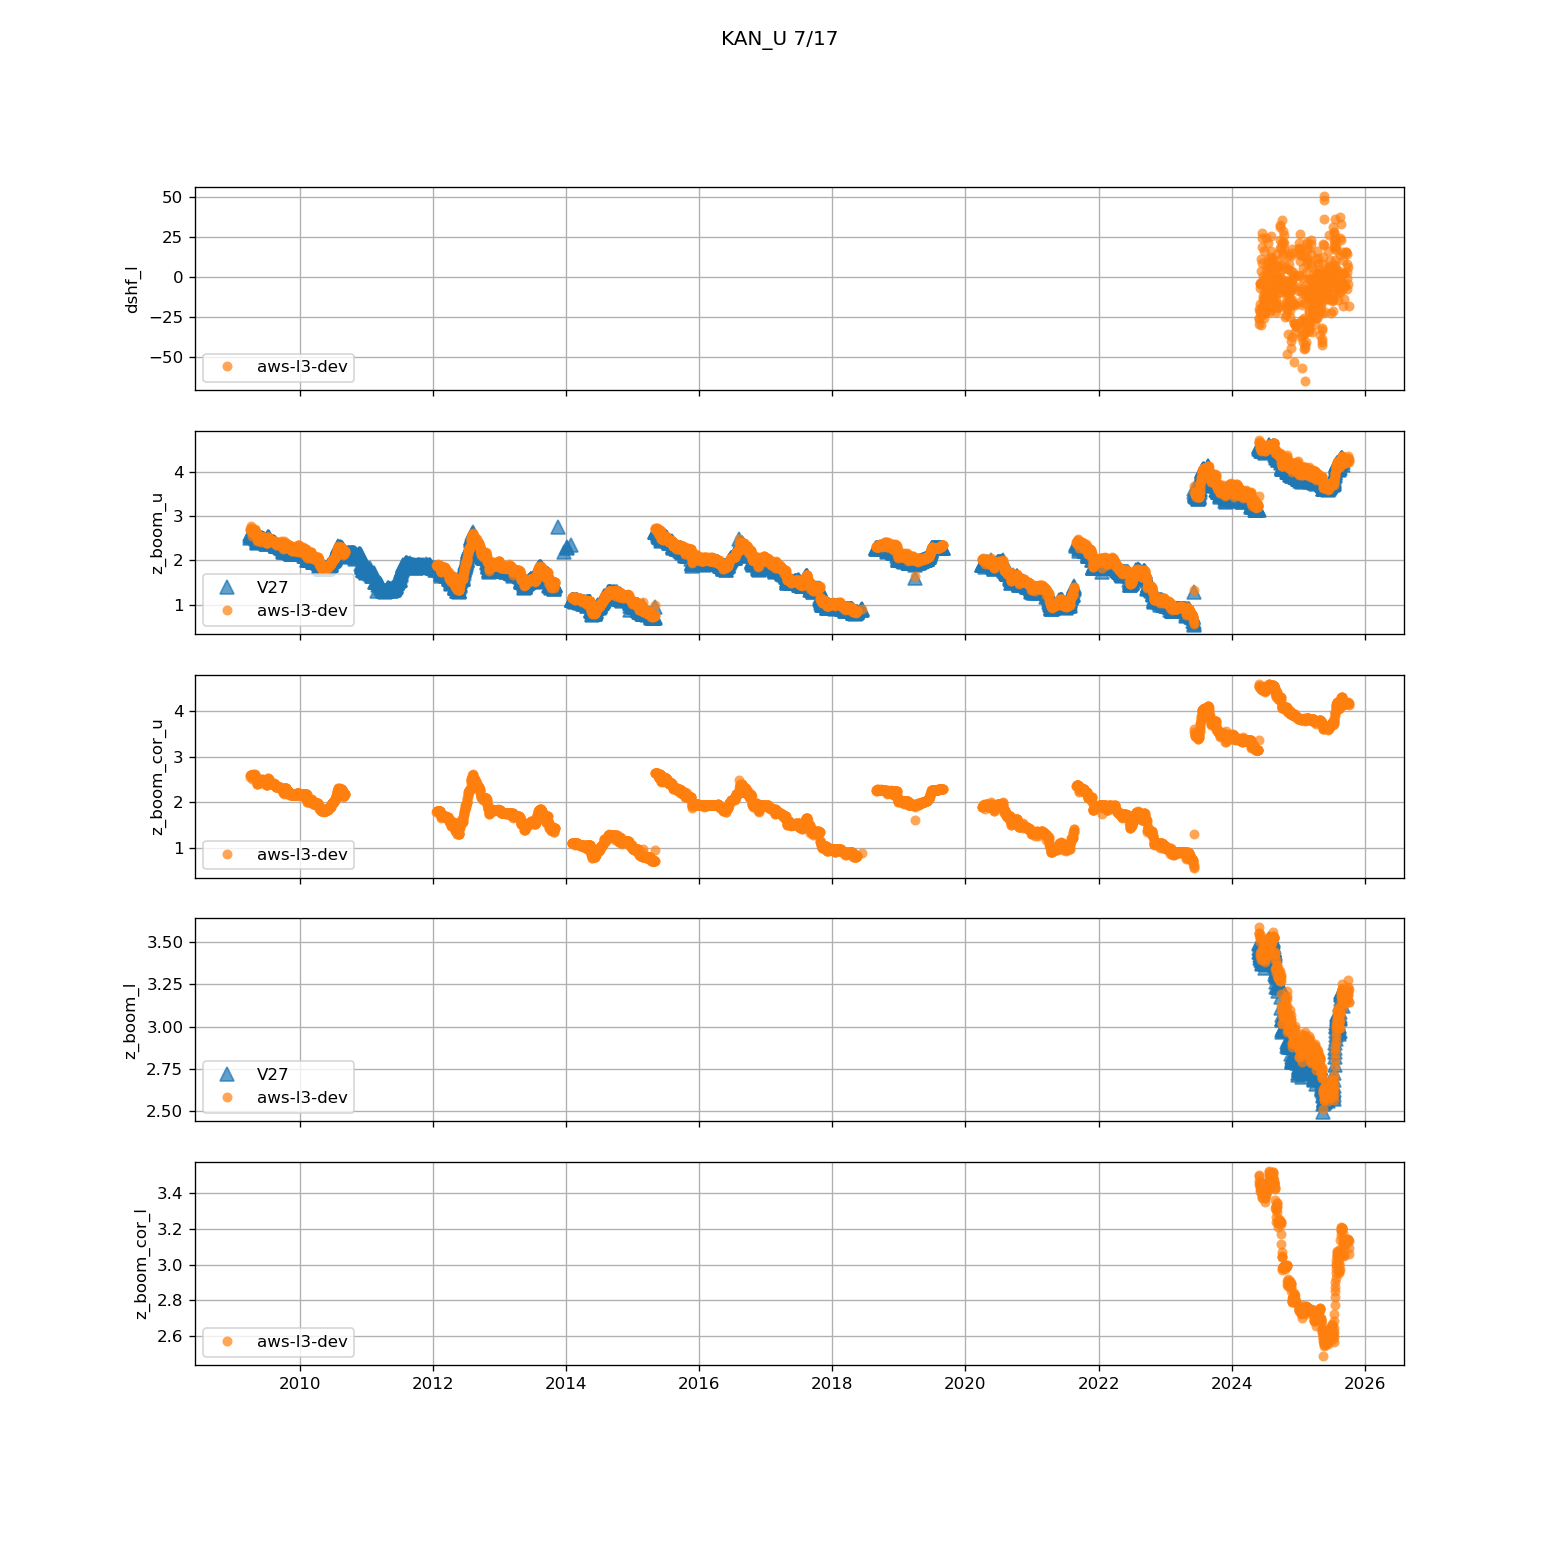 KAN_U 7/17
dshf_l
50
25
0
−25
−50
aws-l3-dev
z_boom_u
4
3
2
1
V27
aws-l3-dev
z_boom_cor_u
4
3
2
1
aws-l3-dev
z_boom_l
3.50
3.25
3.00
2.75
2.50
V27
aws-l3-dev
z_boom_cor_l
3.4
3.2
3.0
2.8
2.6
aws-l3-dev
2010 2012 2014 2016 2018 2020 2022 2024 2026